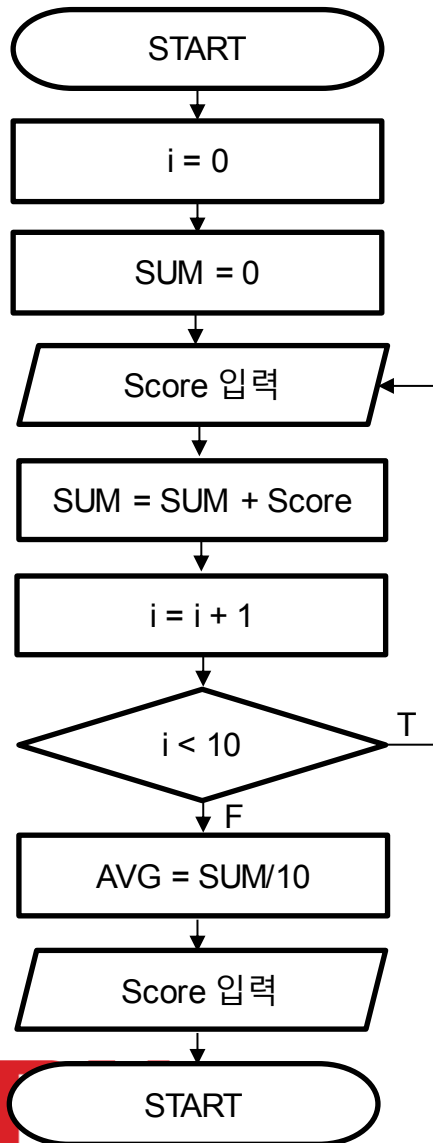 START
i = 0
SUM = 0
Score 입력
SUM = SUM + Score
i = i + 1
i < 10
T
F
AVG = SUM/10
Score 입력
START